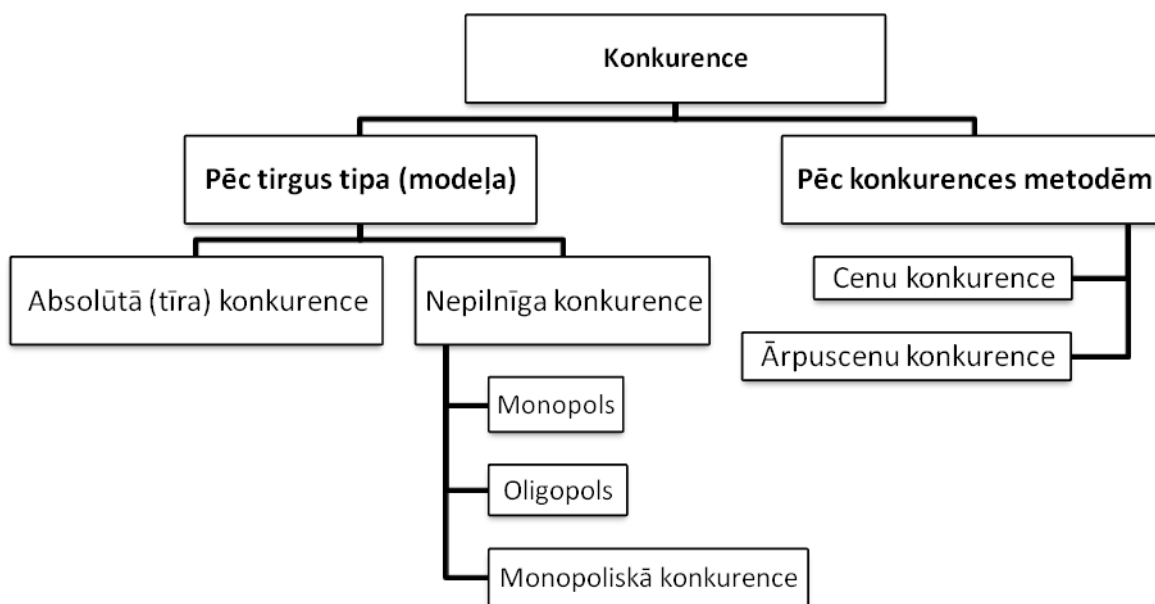 Konkurence
Pēc tirgus tipa (modeļa)
Pēc konkurences metodēm
Absolūtā (tīra) konkurence
Nepilnīga konkurence
Cenu konkurence
Ārpuscenu konkurence
Monopols
Oligopols
Monopoliskā konkurence